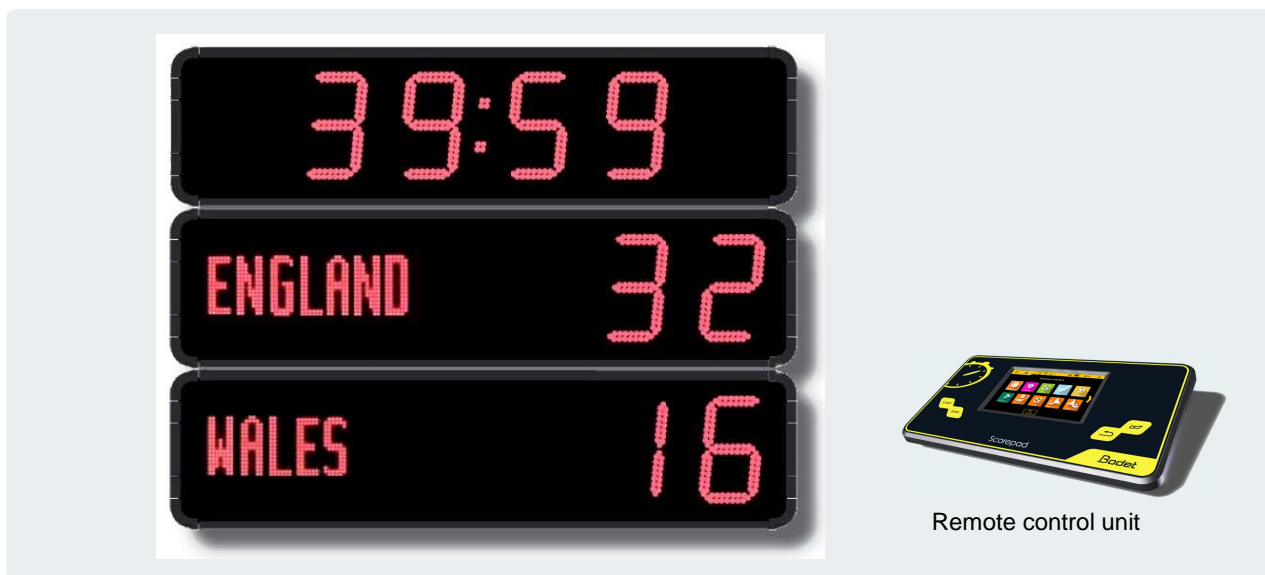 39:59
ENGLAND 32
WALES 16
Scorepad
Bodet
Remote control unit